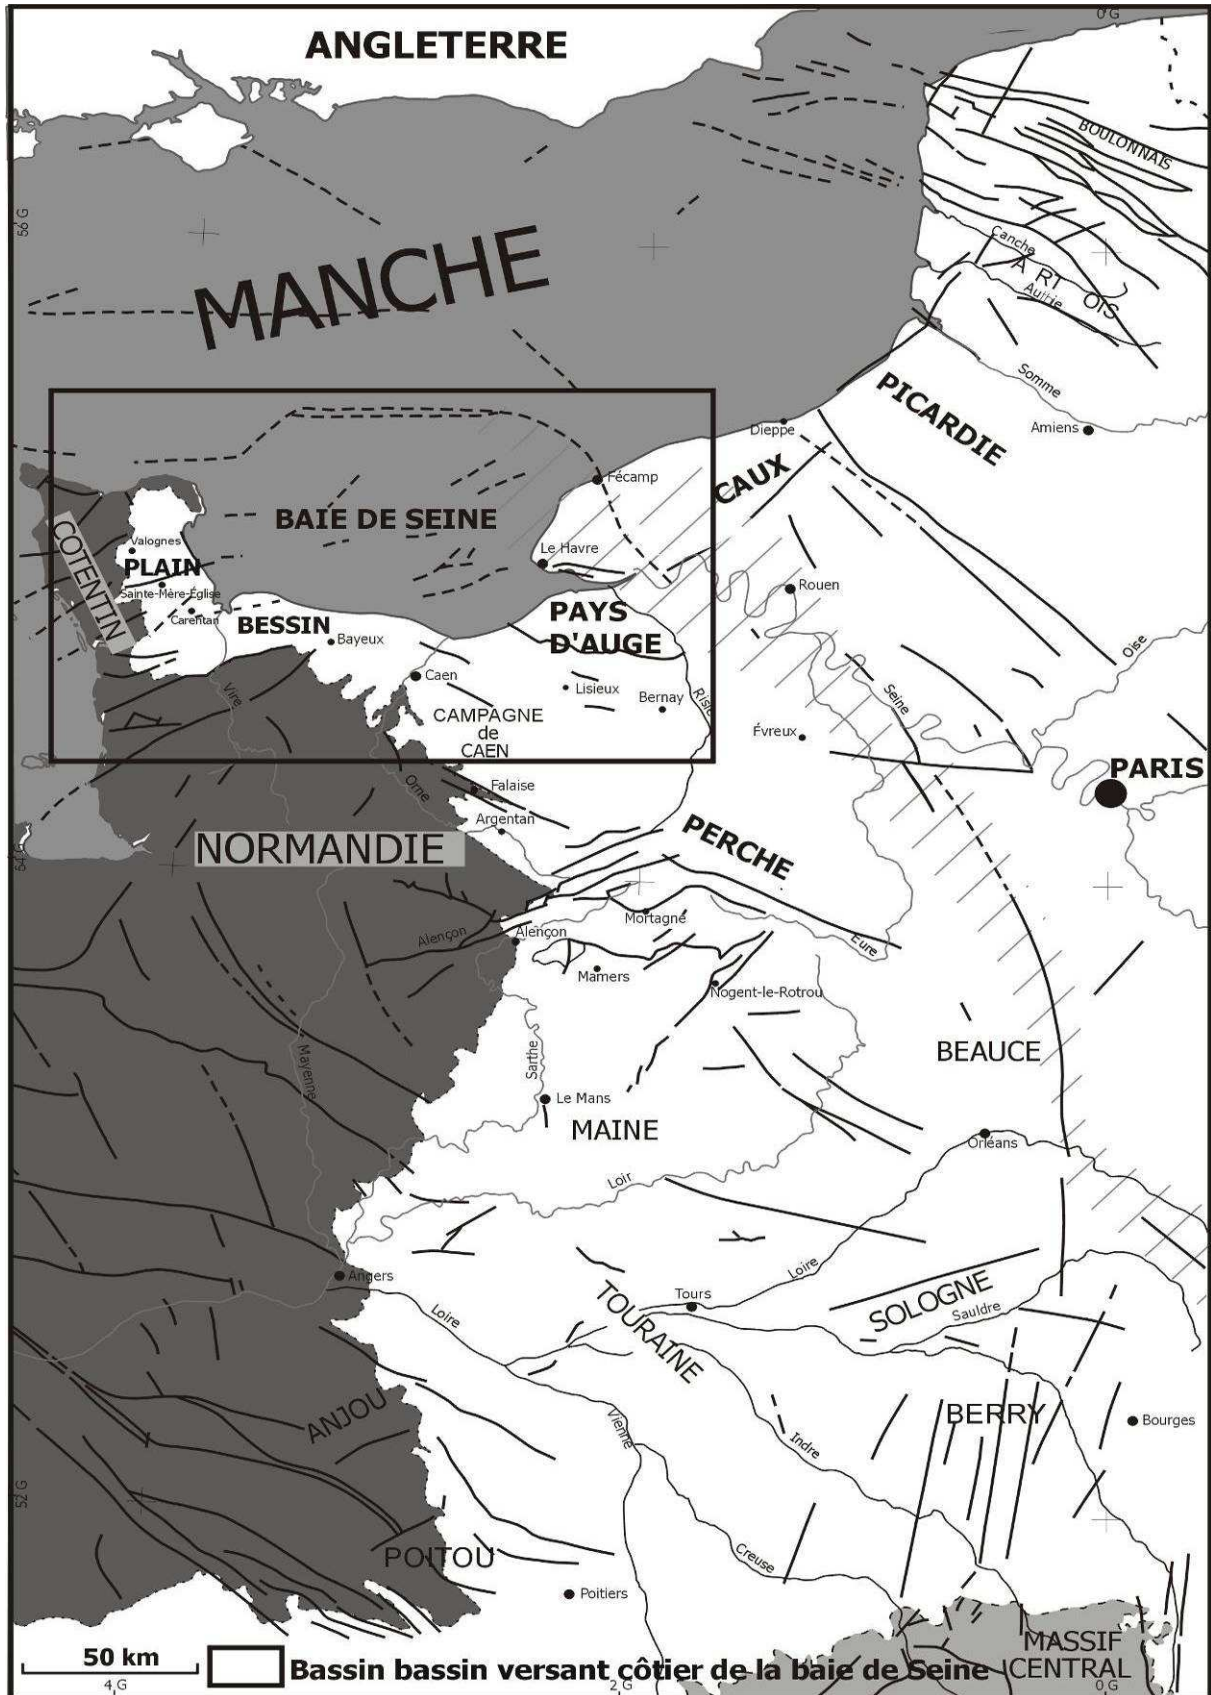 0 G
ANGLETERRE
BOULONNAIS
56 G
MANCHE
Canche
ARTOIS
Authie
Somme
PICARDIE
Amiens
Dieppe
CAUX
Fécamp
BAIE DE SEINE
COTENTIN
Valognes
PLAIN
Sainte-Mère-Église
Carentan
Le Havre
Rouen
PAYS
D'AUGE
BESSIN
Bayeux
Oise
Caen
Lisieux
Bernay
Risle
Seine
Vire
CAMPAGNE
de
CAEN
Évreux
PARIS
Orne
Falaise
Argentan
NORMANDIE
54 G
PERCHE
Mortagne
Alençon
Alençon
Eure
Mamers
Nogent-le-Rotrou
Sarthe
Mayenne
BEAUCE
Le Mans
MAINE
Orléans
Loir
Angers
Loire
Loire
Tours
SOLOGNE
Sauldre
TOURAINE
ANJOU
Vienne
Indre
BERRY
Bourges
52 G
POITOU
Creuse
Poitiers
MASSIF
CENTRAL
50 km
Bassin bassin versant côtier de la baie de Seine
4 G
2 G
0 G